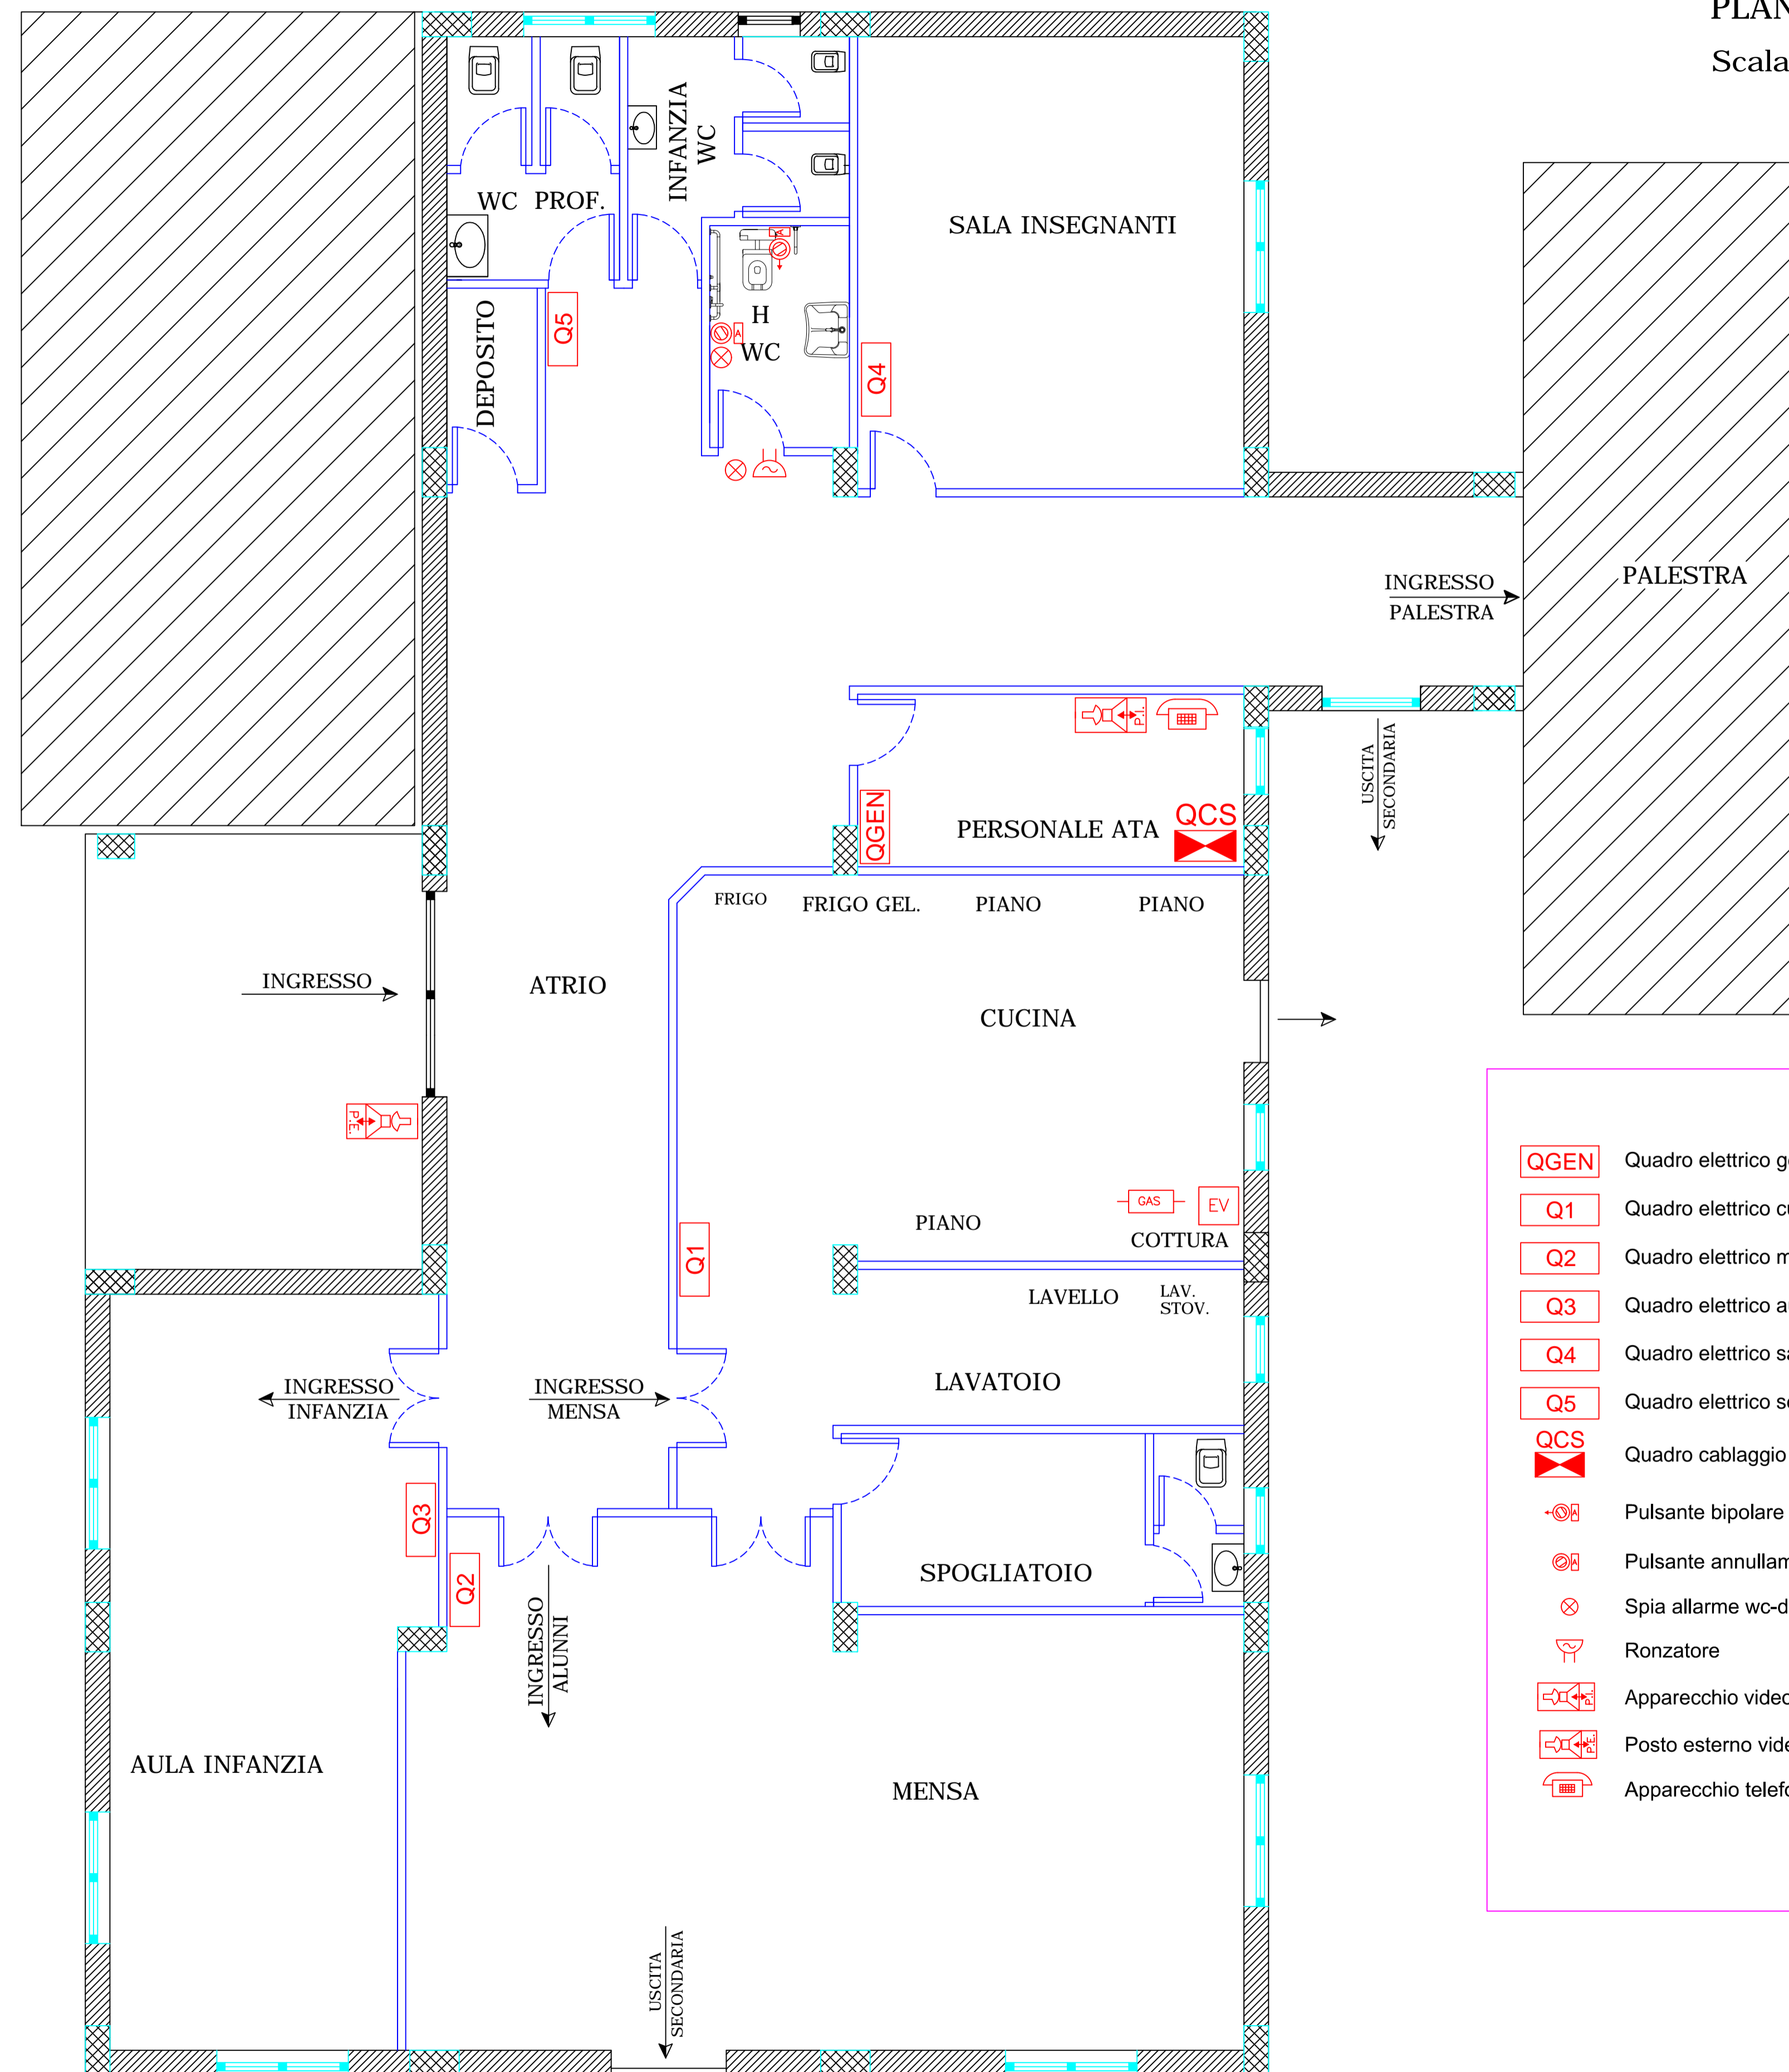 PLAN
Scala
INFANZIA
WC
WC PROF.
SALA INSEGNANTI
A
H
WC
A
DEPOSITO
Q5
Q4
INGRESSO
PALESTRA
PALESTRA
P.I.
USCITA
SECONDARIA
QGEN
PERSONALE ATA
QCS
FRIGO
FRIGO GEL.
PIANO
PIANO
INGRESSO
ATRIO
CUCINA
P.E.
GAS
EV
PIANO
COTTURA
Q1
LAVELLO
LAV.
STOV.
INGRESSO
INFANZIA
INGRESSO
MENSA
LAVATOIO
Q3
Q2
SPOGLIATOIO
INGRESSO
ALUNNI
AULA INFANZIA
MENSA
USCITA
SECONDARIA
QGEN Quadro elettrico g
Q1 Quadro elettrico c
Q2 Quadro elettrico m
Q3 Quadro elettrico a
Q4 Quadro elettrico s
Q5 Quadro elettrico s
QCS
Quadro cablaggio
A Pulsante bipolare
A Pulsante annullam
Spia allarme wc-d
Ronzatore
P.I. Apparecchio video
P.E. Posto esterno vide
Apparecchio telefo